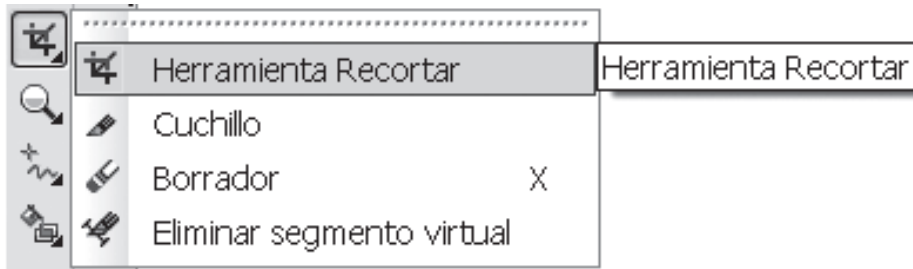 Herramienta Recortar Herramienta Recortar
Cuchillo
Borrador X
Eliminar segmento virtual